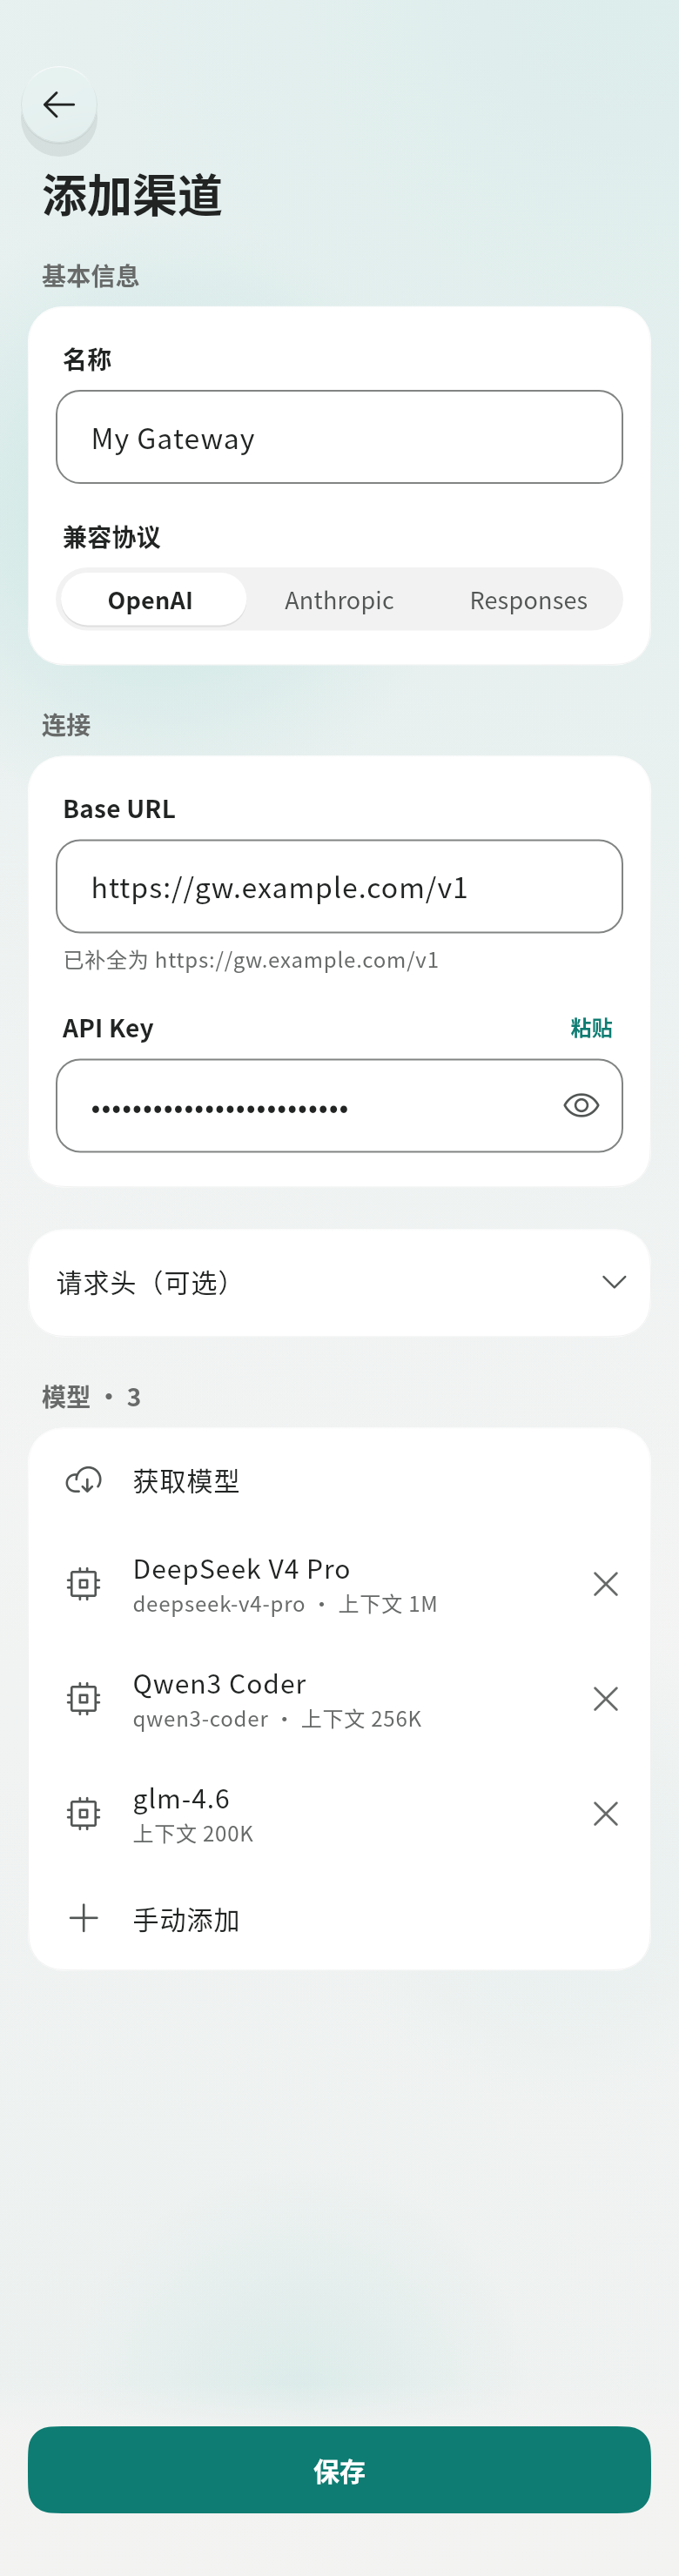 添加渠道
基本信息
名称
My Gateway
兼容协议
OpenAI Anthropic Responses
连接
Base URL
https://gw.example.com/v1
已补全为 https://gw.example.com/v1
API Key 粘贴
•••••••••••••••••••••••••
请求头（可选）
模型 · 3
获取模型
DeepSeek V4 Pro
deepseek-v4-pro · 上下文 1M
Qwen3 Coder
qwen3-coder · 上下文 256K
glm-4.6
上下文 200K
手动添加
保存